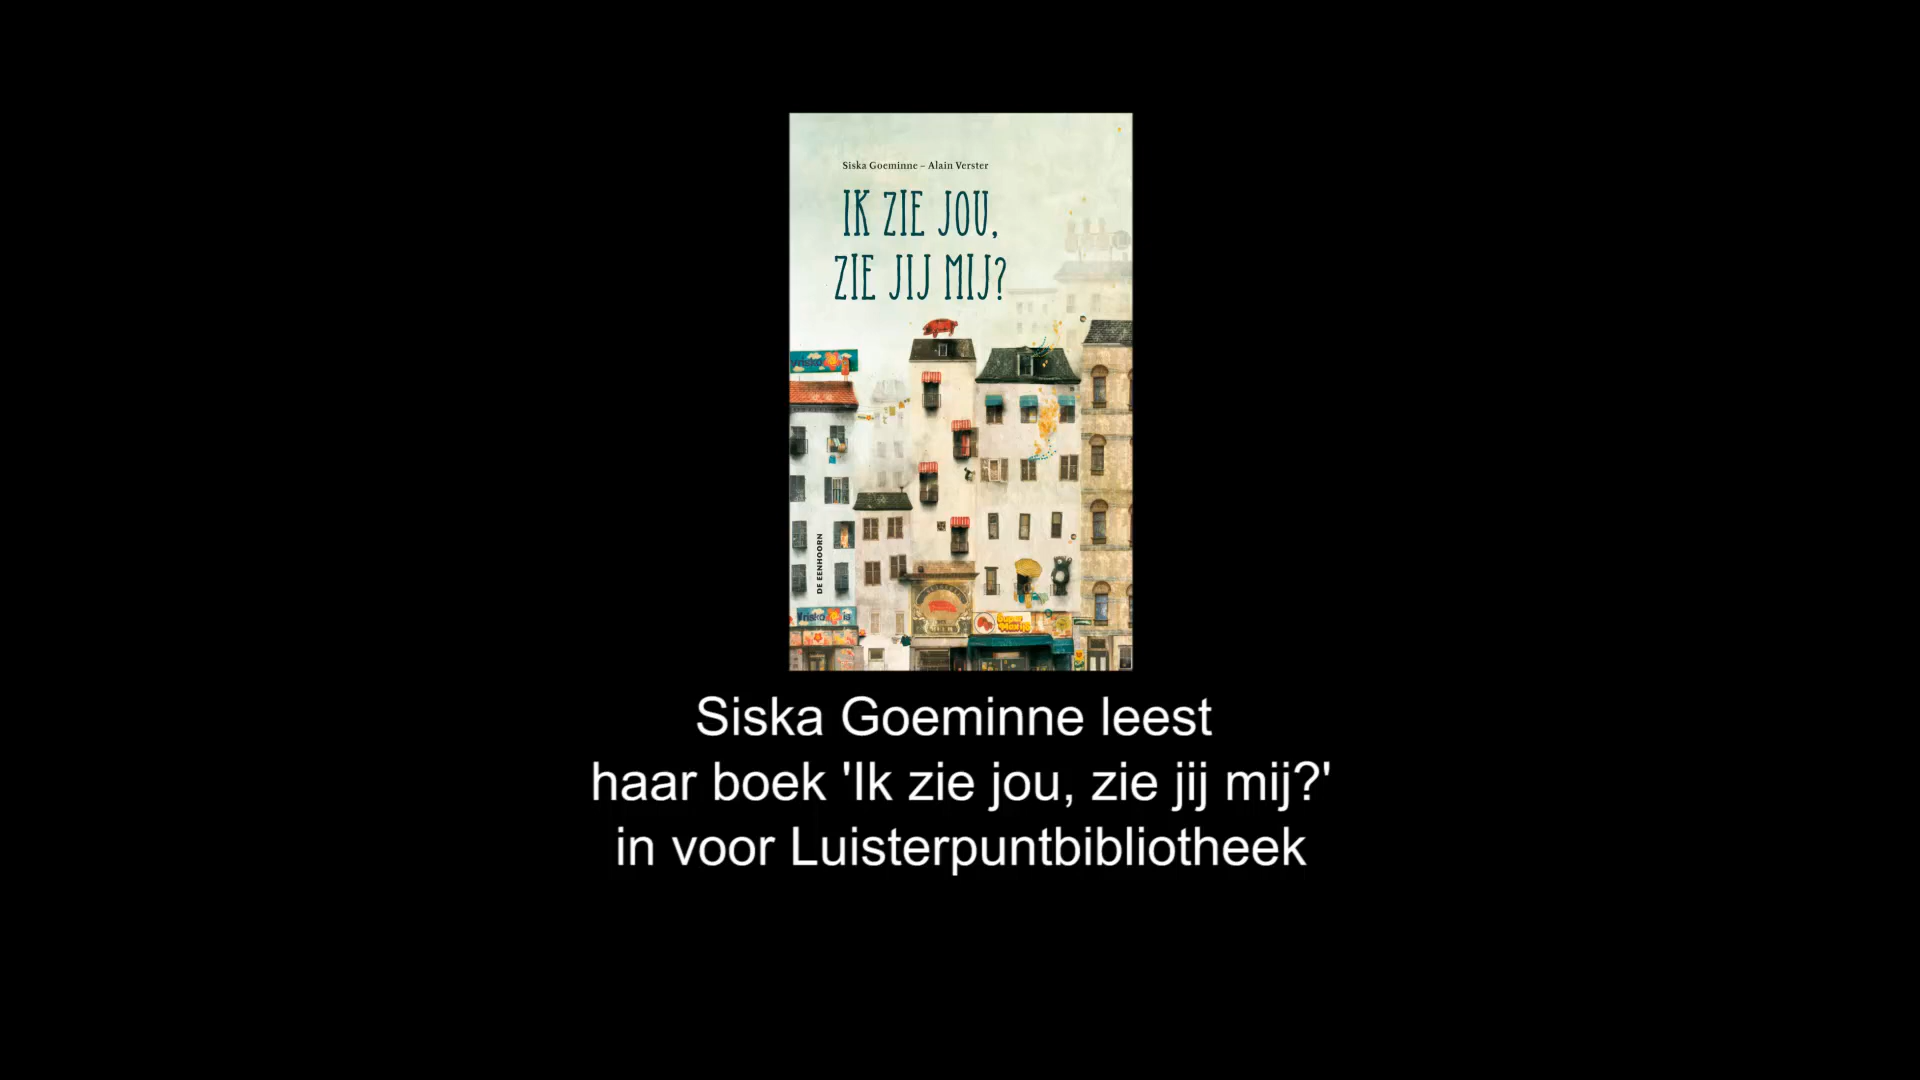 Siska Goeminne – Alain Verster
IK ZIE JOU,
ZIE JIJ MIJ?
DE EENHOORN
Siska Goeminne leest
haar boek 'Ik zie jou, zie jij mij?'
in voor Luisterpuntbibliotheek